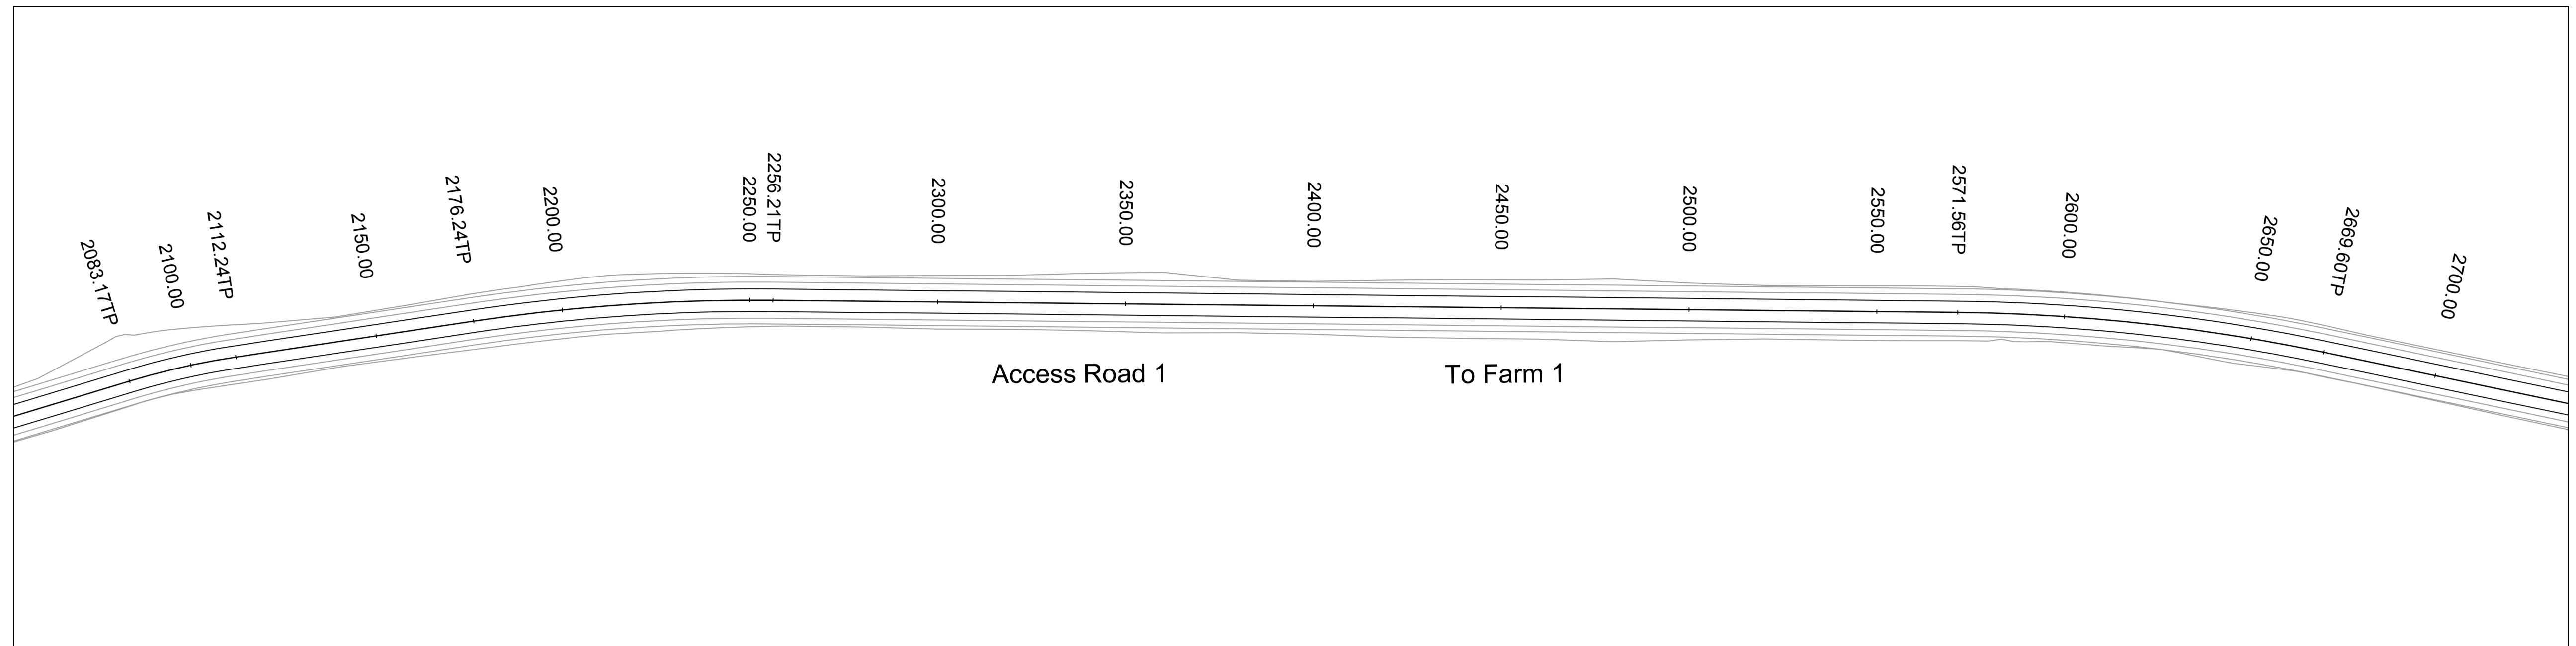 2083.17TP
2100.00
2112.24TP
2150.00
2176.24TP
2200.00
2250.00
2256.21TP
2300.00
2350.00
2400.00
2450.00
2500.00
2550.00
2571.56TP
2600.00
2650.00
2669.60TP
2700.00
Access Road 1
To Farm 1